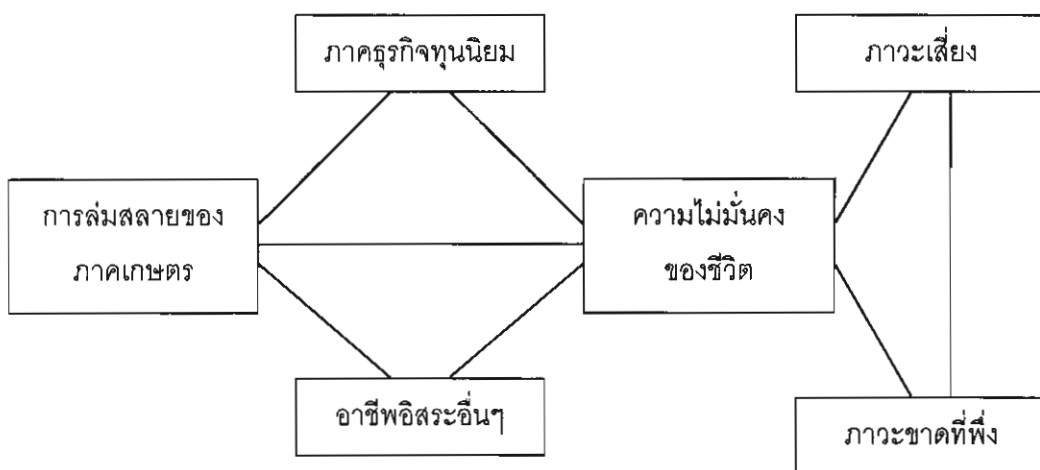 ภาคธุรกิจทุนนิยม
ภาวะเสี่ยง
การล่มสลายของ
ภาคเกษตร
ความไม่มั่นคง
ของชีวิต
อาชีพอิสระอื่นๆ
ภาวะขาดที่พึ่ง